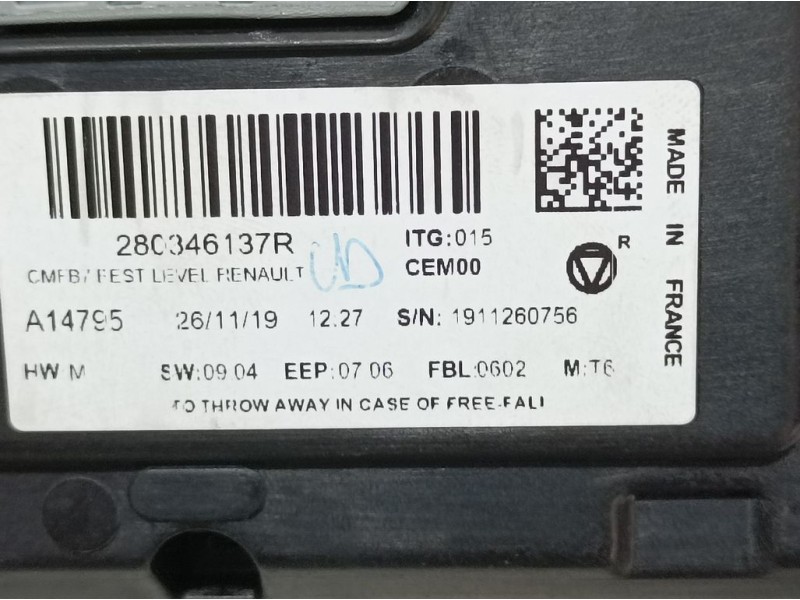 280346137R
ITG:015
CEM00
R
CMFB/ BEST LEVEL RENAULT
A14795 26/11/19 12.27 S/N: 1911260756
HW M SW:09.04 EEP:07 06 FBL:0602 M:T6
TO THROW AWAY IN CASE OF FREE-FALL
MADE IN FRANCE